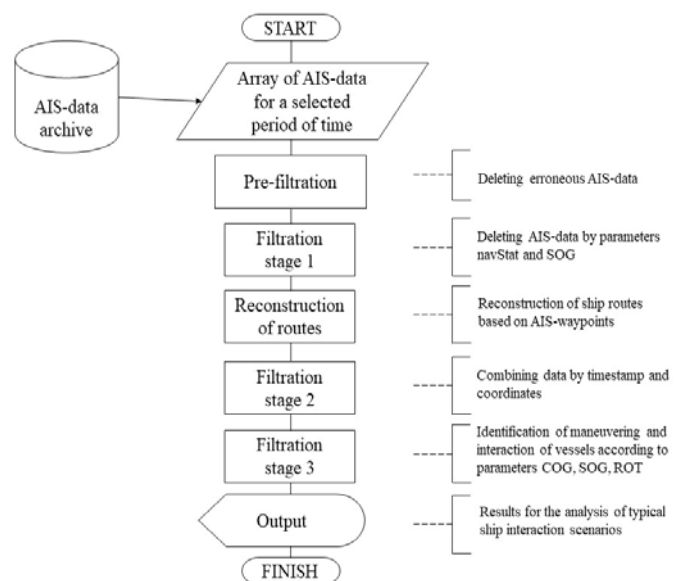 START
AIS-data
archive
Array of AIS-data
for a selected
period of time
Pre-filtration
Deleting erroneous AIS-data
Filtration
stage 1
Deleting AIS-data by parameters
navStat and SOG
Reconstruction
of routes
Reconstruction of ship routes
based on AIS-waypoints
Filtration
stage 2
Combining data by timestamp and
coordinates
Filtration
stage 3
Identification of maneuvering and
interaction of vessels according to
parameters COG, SOG, ROT
Output
Results for the analysis of typical
ship interaction scenarios
FINISH